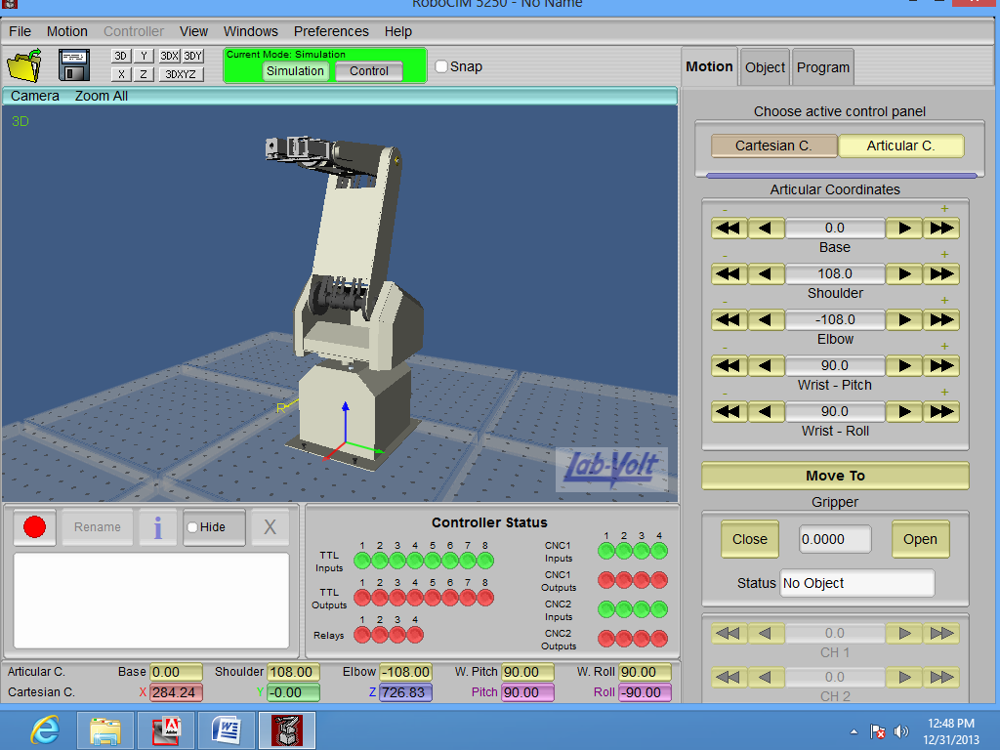 RoboCIM 5250 - No Name
File Motion Controller View Windows Preferences Help
3D Y 3DX 3DY
X Z 3DXYZ
Current Mode: Simulation
Simulation Control
Snap
Motion Object Program
Camera Zoom All
3D
R
Lab-Volt
Choose active control panel
Cartesian C. Articular C.
Articular Coordinates
- +
0.0
Base
- +
108.0
Shoulder
- +
-108.0
Elbow
- +
90.0
Wrist - Pitch
- +
90.0
Wrist - Roll
Move To
Gripper
Close 0.0000 Open
Status No Object
0.0
CH 1
0.0
CH 2
Rename i Hide X
Controller Status
1 2 3 4 5 6 7 8
TTL
Inputs
1 2 3 4 5 6 7 8
TTL
Outputs
1 2 3 4
Relays
1 2 3 4
CNC1
Inputs
CNC1
Outputs
CNC2
Inputs
CNC2
Outputs
Articular C. Base 0.00 Shoulder 108.00 Elbow -108.00 W. Pitch 90.00 W. Roll 90.00
Cartesian C. X 284.24 Y -0.00 Z 726.83 Pitch 90.00 Roll -90.00
12:48 PM
12/31/2013